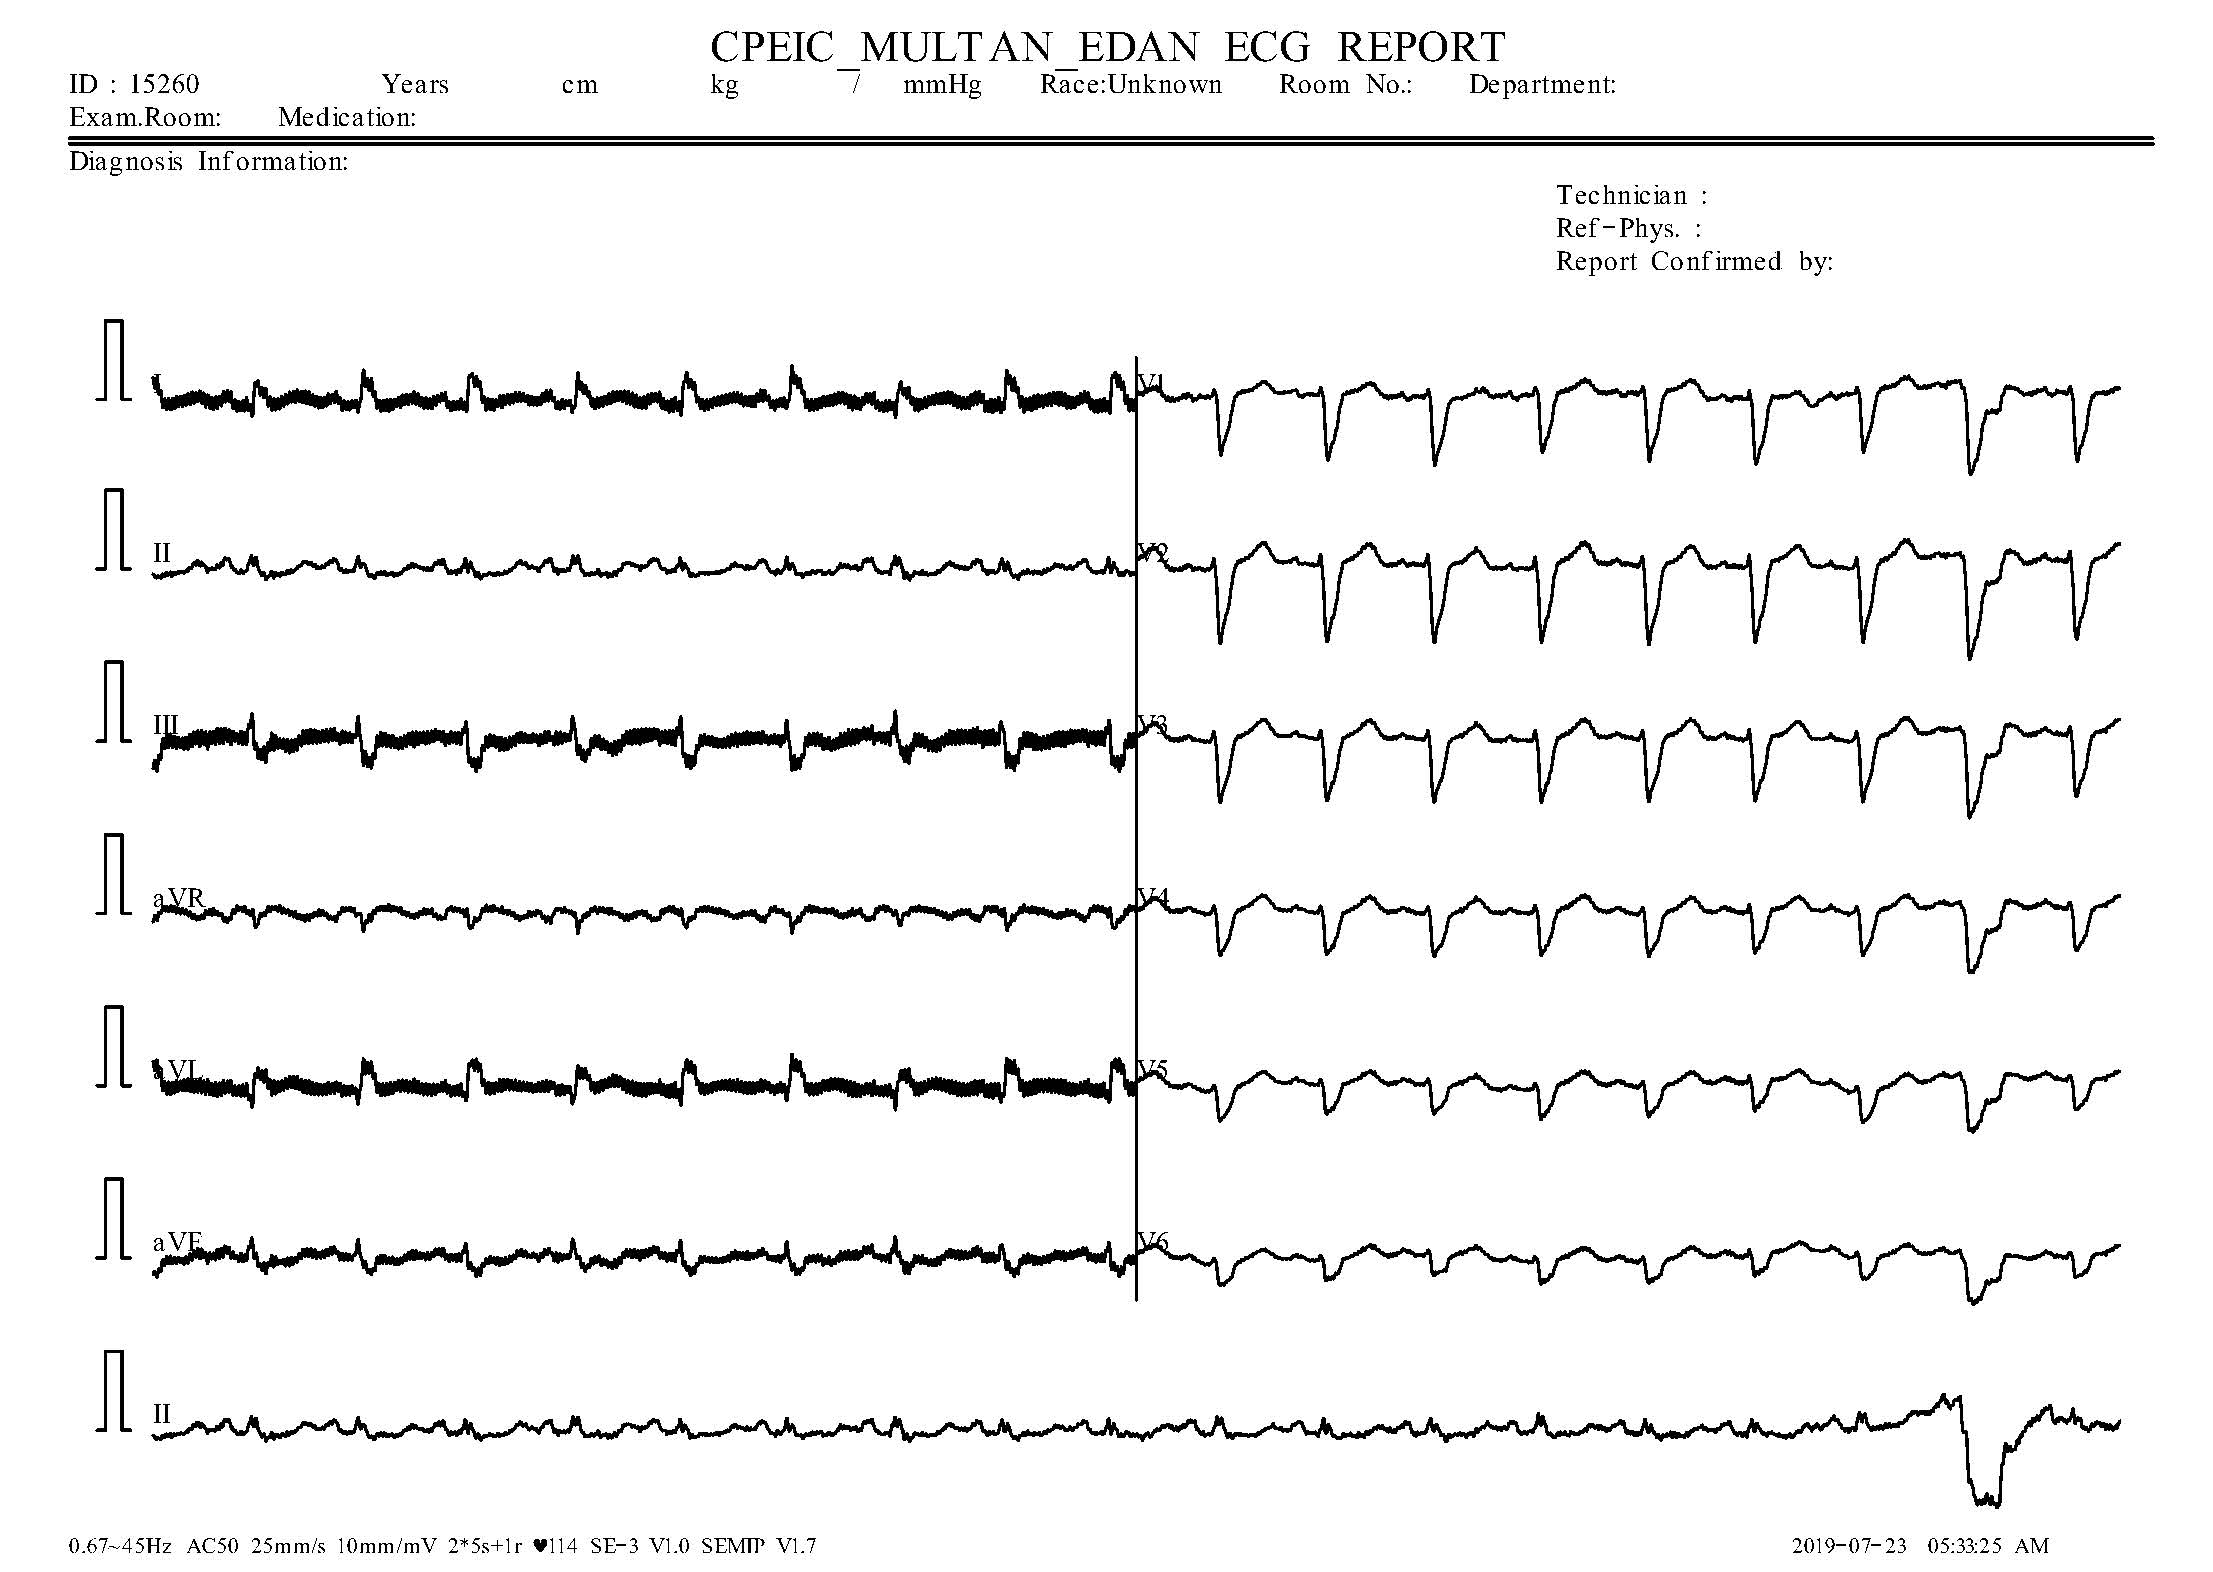 CPEIC_MULTAN_EDAN ECG REPORT
ID : 15260 Years cm kg / mmHg Race:Unknown Room No.: Department:
Exam.Room: Medication:
Diagnosis Information:
Technician :
Ref-Phys. :
Report Confirmed by:
I V1
II V2
III V3
aVR V4
aVL V5
aVF V6
II
0.67~45Hz AC50 25mm/s 10mm/mV 2*5s+1r ♥114 SE-3 V1.0 SEMIP V1.7 2019-07-23 05:33:25 AM